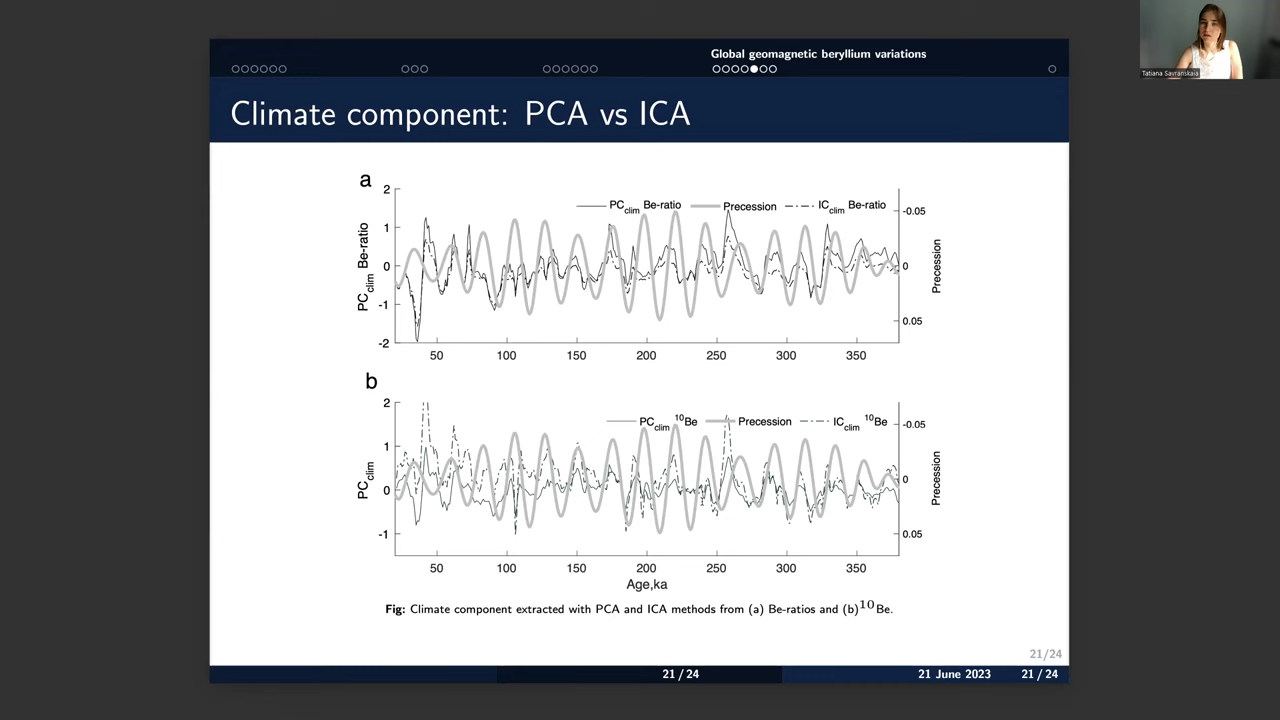 Global geomagnetic beryllium variations
Tatiana Savranskaia
Climate component: PCA vs ICA
a
2
1
0
-1
-2
PCclim Be-ratio
PCclim Be-ratio
Precession
ICclim Be-ratio
-0.05
0
0.05
Precession
50 100 150 200 250 300 350
b
2
1
0
-1
PCclim
PCclim 10Be
Precession
ICclim 10Be
-0.05
0
0.05
Precession
50 100 150 200 250 300 350
Age,ka
Fig: Climate component extracted with PCA and ICA methods from (a) Be-ratios and (b)10Be.
21/24
21 / 24
21 June 2023
21 / 24